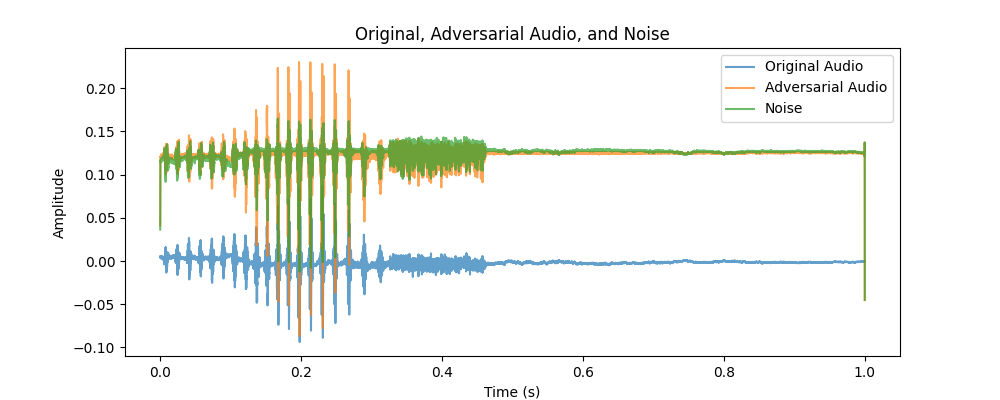 Original, Adversarial Audio, and Noise
Original Audio
Adversarial Audio
Noise
Amplitude
0.20
0.15
0.10
0.05
0.00
−0.05
−0.10
0.0 0.2 0.4 0.6 0.8 1.0
Time (s)